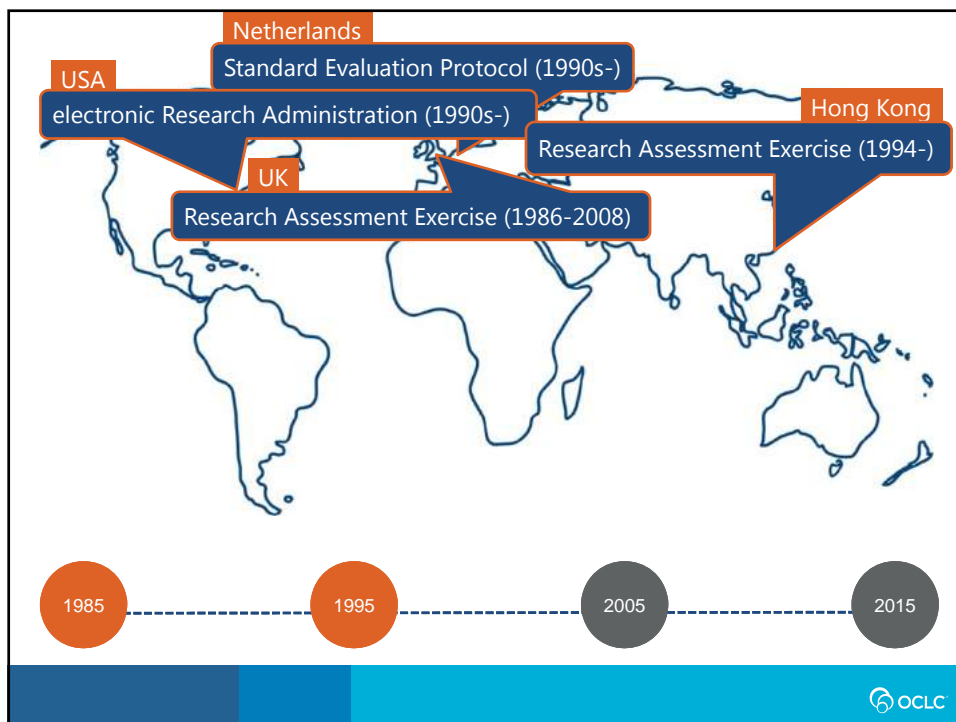 Netherlands
Standard Evaluation Protocol (1990s-)
USA
electronic Research Administration (1990s-)
Hong Kong
Research Assessment Exercise (1994-)
UK
Research Assessment Exercise (1986-2008)
1985
1995
2005
2015
OCLC